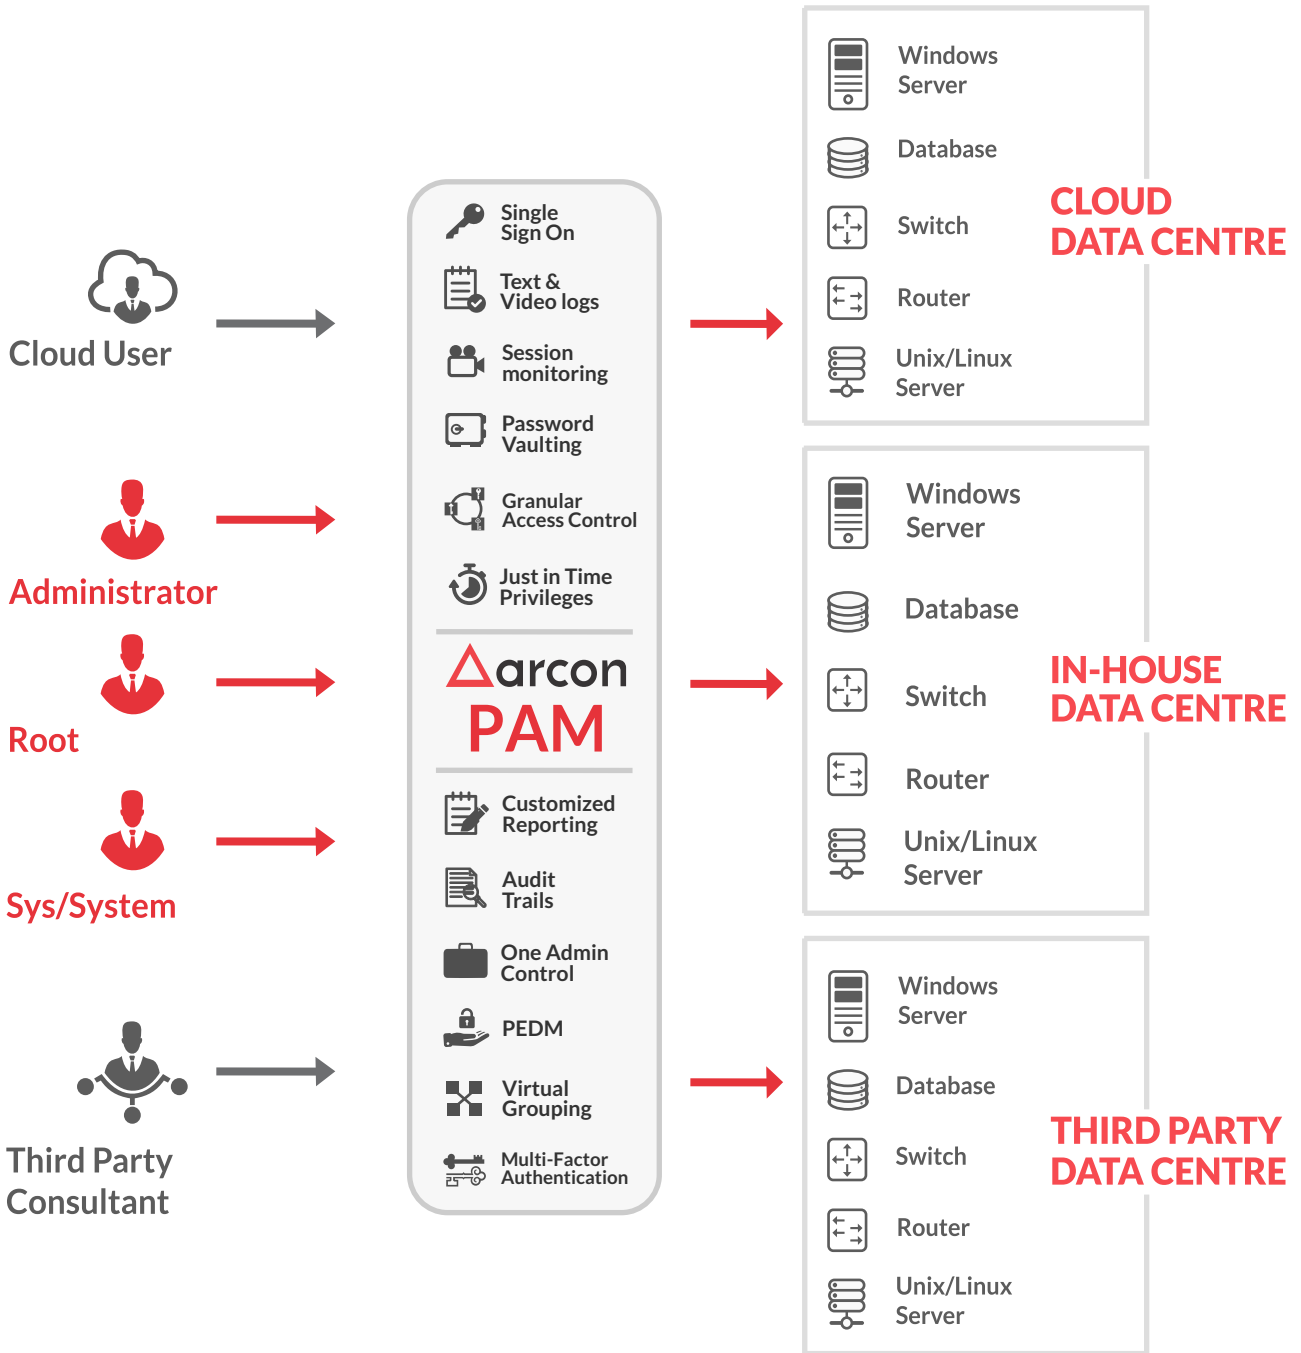 Cloud User
Administrator
Root
Sys/System
Third Party
Consultant
Single
Sign On
Text &
Video logs
Session
monitoring
Password
Vaulting
Granular
Access Control
Just in Time
Privileges
arcon
PAM
Customized
Reporting
Audit
Trails
One Admin
Control
PEDM
Virtual
Grouping
Multi-Factor
Authentication
Windows
Server
Database
Switch
Router
Unix/Linux
Server
CLOUD
DATA CENTRE
Windows
Server
Database
Switch
Router
Unix/Linux
Server
IN-HOUSE
DATA CENTRE
Windows
Server
Database
Switch
Router
Unix/Linux
Server
THIRD PARTY
DATA CENTRE